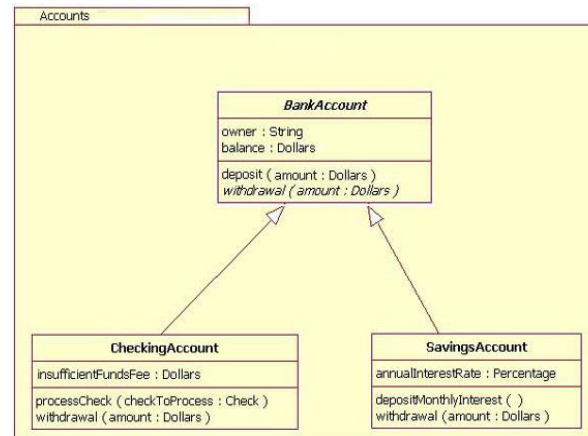 Accounts
BankAccount
owner : String
balance : Dollars
deposit ( amount : Dollars )
withdrawal ( amount : Dollars )
CheckingAccount
insufficientFundsFee : Dollars
processCheck ( checkToProcess : Check )
withdrawal ( amount : Dollars )
SavingsAccount
annualInterestRate : Percentage
depositMonthlyInterest ( )
withdrawal ( amount : Dollars )